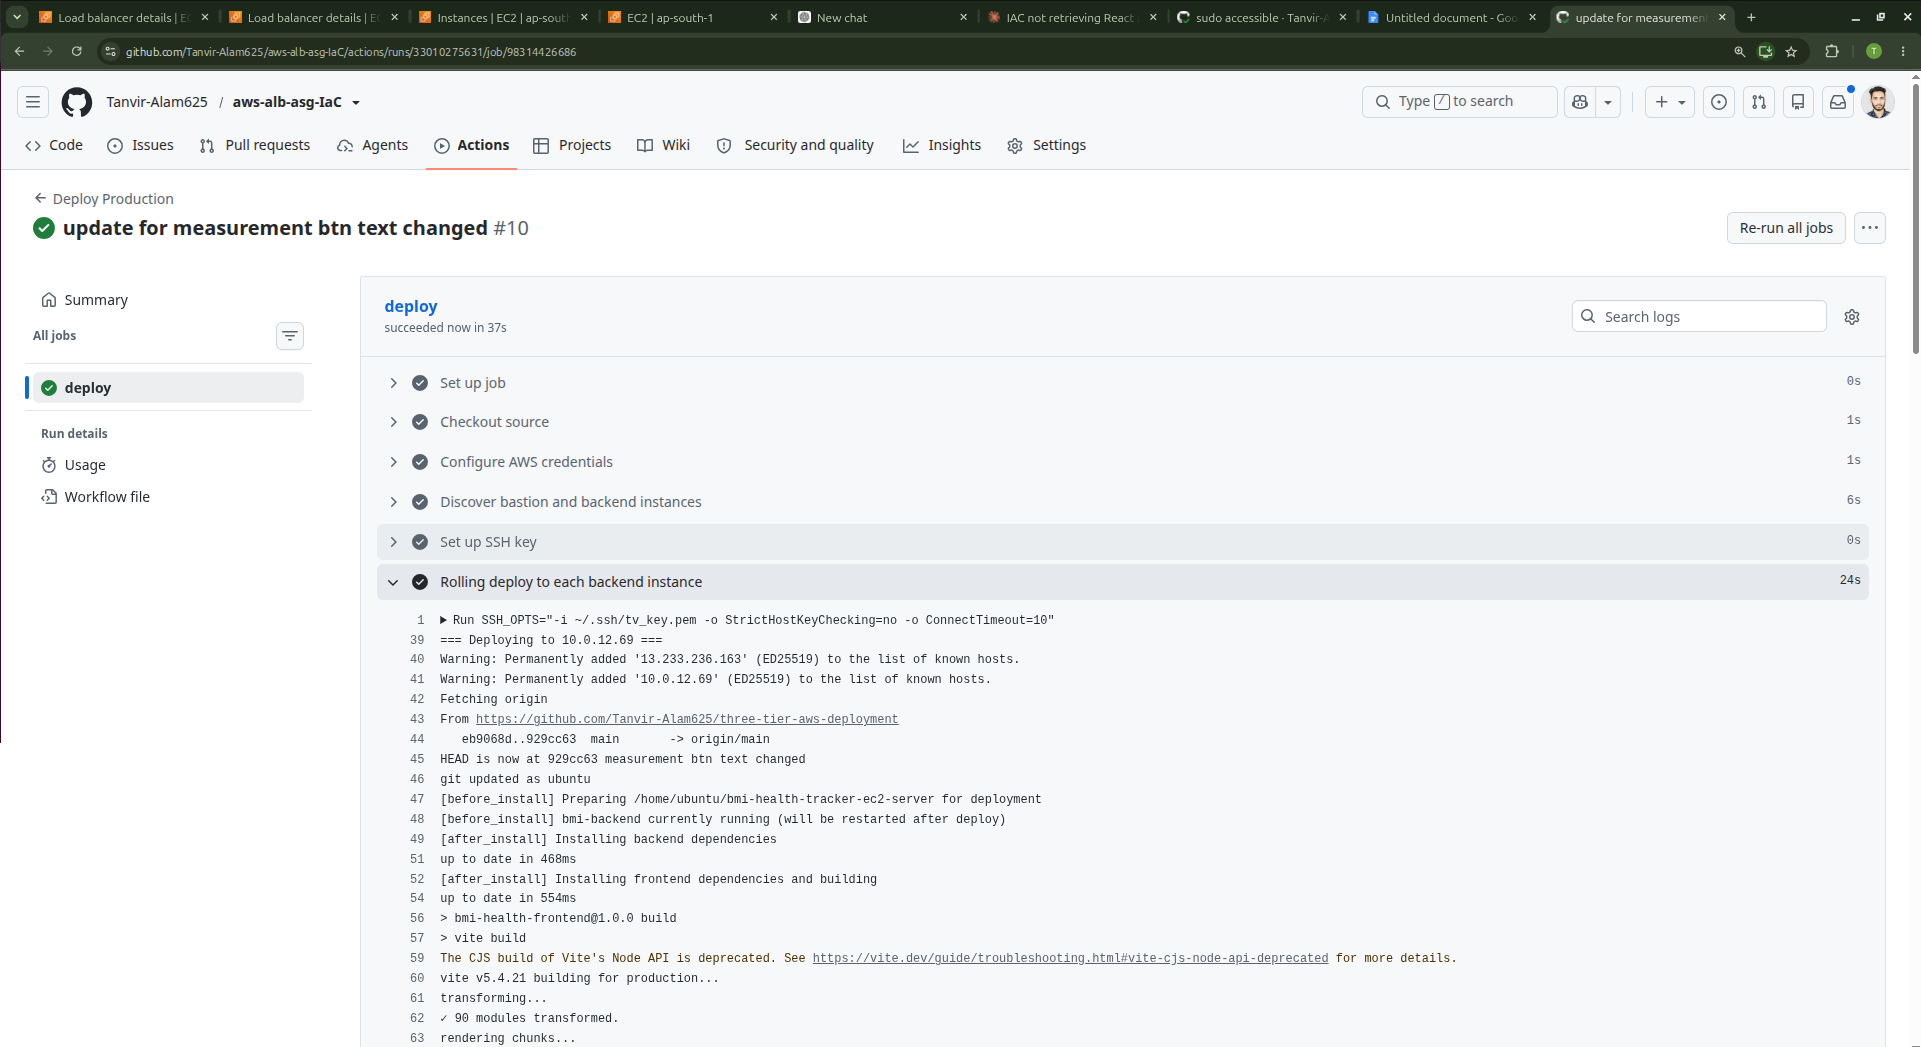 Load balancer details | EC
Load balancer details | EC
Instances | EC2 | ap-sout
EC2 | ap-south-1
New chat
IAC not retrieving React
sudo accessible · Tanvir-A
Untitled document - Goo
update for measuremen
github.com/Tanvir-Alam625/aws-alb-asg-IaC/actions/runs/33010275631/job/98314426686
T
Tanvir-Alam625 / aws-alb-asg-IaC
Type / to search
Code
Issues
Pull requests
Agents
Actions
Projects
Wiki
Security and quality
Insights
Settings
Deploy Production
update for measurement btn text changed #10
Re-run all jobs
Summary
All jobs
deploy
Run details
Usage
Workflow file
deploy
succeeded now in 37s
Search logs
Set up job 0s
Checkout source 1s
Configure AWS credentials 1s
Discover bastion and backend instances 6s
Set up SSH key 0s
Rolling deploy to each backend instance 24s
1 ▶ Run SSH_OPTS="-i ~/.ssh/tv_key.pem -o StrictHostKeyChecking=no -o ConnectTimeout=10"
39 === Deploying to 10.0.12.69 ===
40 Warning: Permanently added '13.233.236.163' (ED25519) to the list of known hosts.
41 Warning: Permanently added '10.0.12.69' (ED25519) to the list of known hosts.
42 Fetching origin
43 From https://github.com/Tanvir-Alam625/three-tier-aws-deployment
44 eb9068d..929cc63 main -> origin/main
45 HEAD is now at 929cc63 measurement btn text changed
46 git updated as ubuntu
47 [before_install] Preparing /home/ubuntu/bmi-health-tracker-ec2-server for deployment
48 [before_install] bmi-backend currently running (will be restarted after deploy)
49 [after_install] Installing backend dependencies
51 up to date in 468ms
52 [after_install] Installing frontend dependencies and building
54 up to date in 554ms
56 > bmi-health-frontend@1.0.0 build
57 > vite build
59 The CJS build of Vite's Node API is deprecated. See https://vite.dev/guide/troubleshooting.html#vite-cjs-node-api-deprecated for more details.
60 vite v5.4.21 building for production...
61 transforming...
62 ✓ 90 modules transformed.
63 rendering chunks...